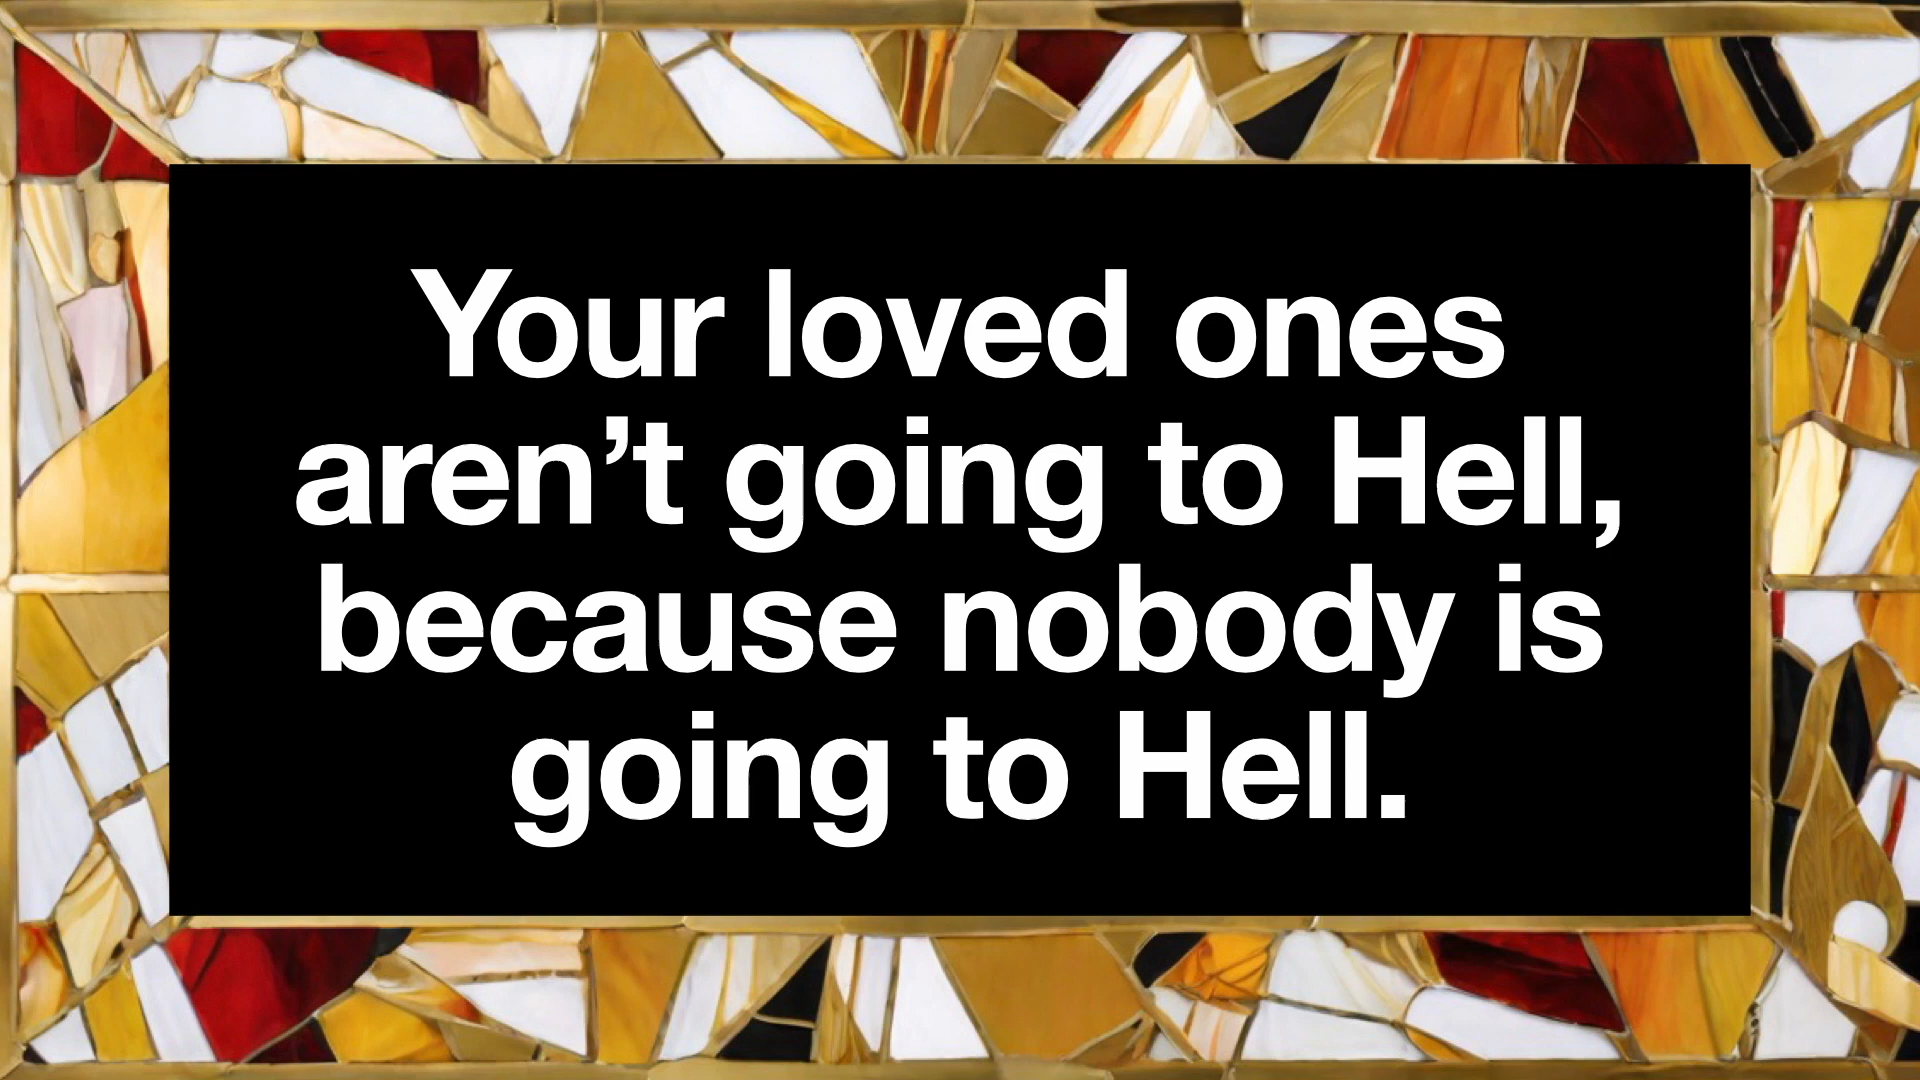 Your loved ones
aren’t going to Hell,
because nobody is
going to Hell.